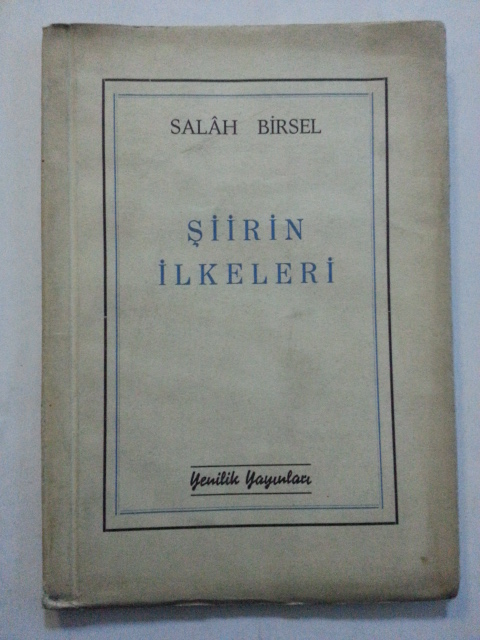 SALÂH BİRSEL
ŞİİRİN
İLKELERİ
Yenilik Yayınları